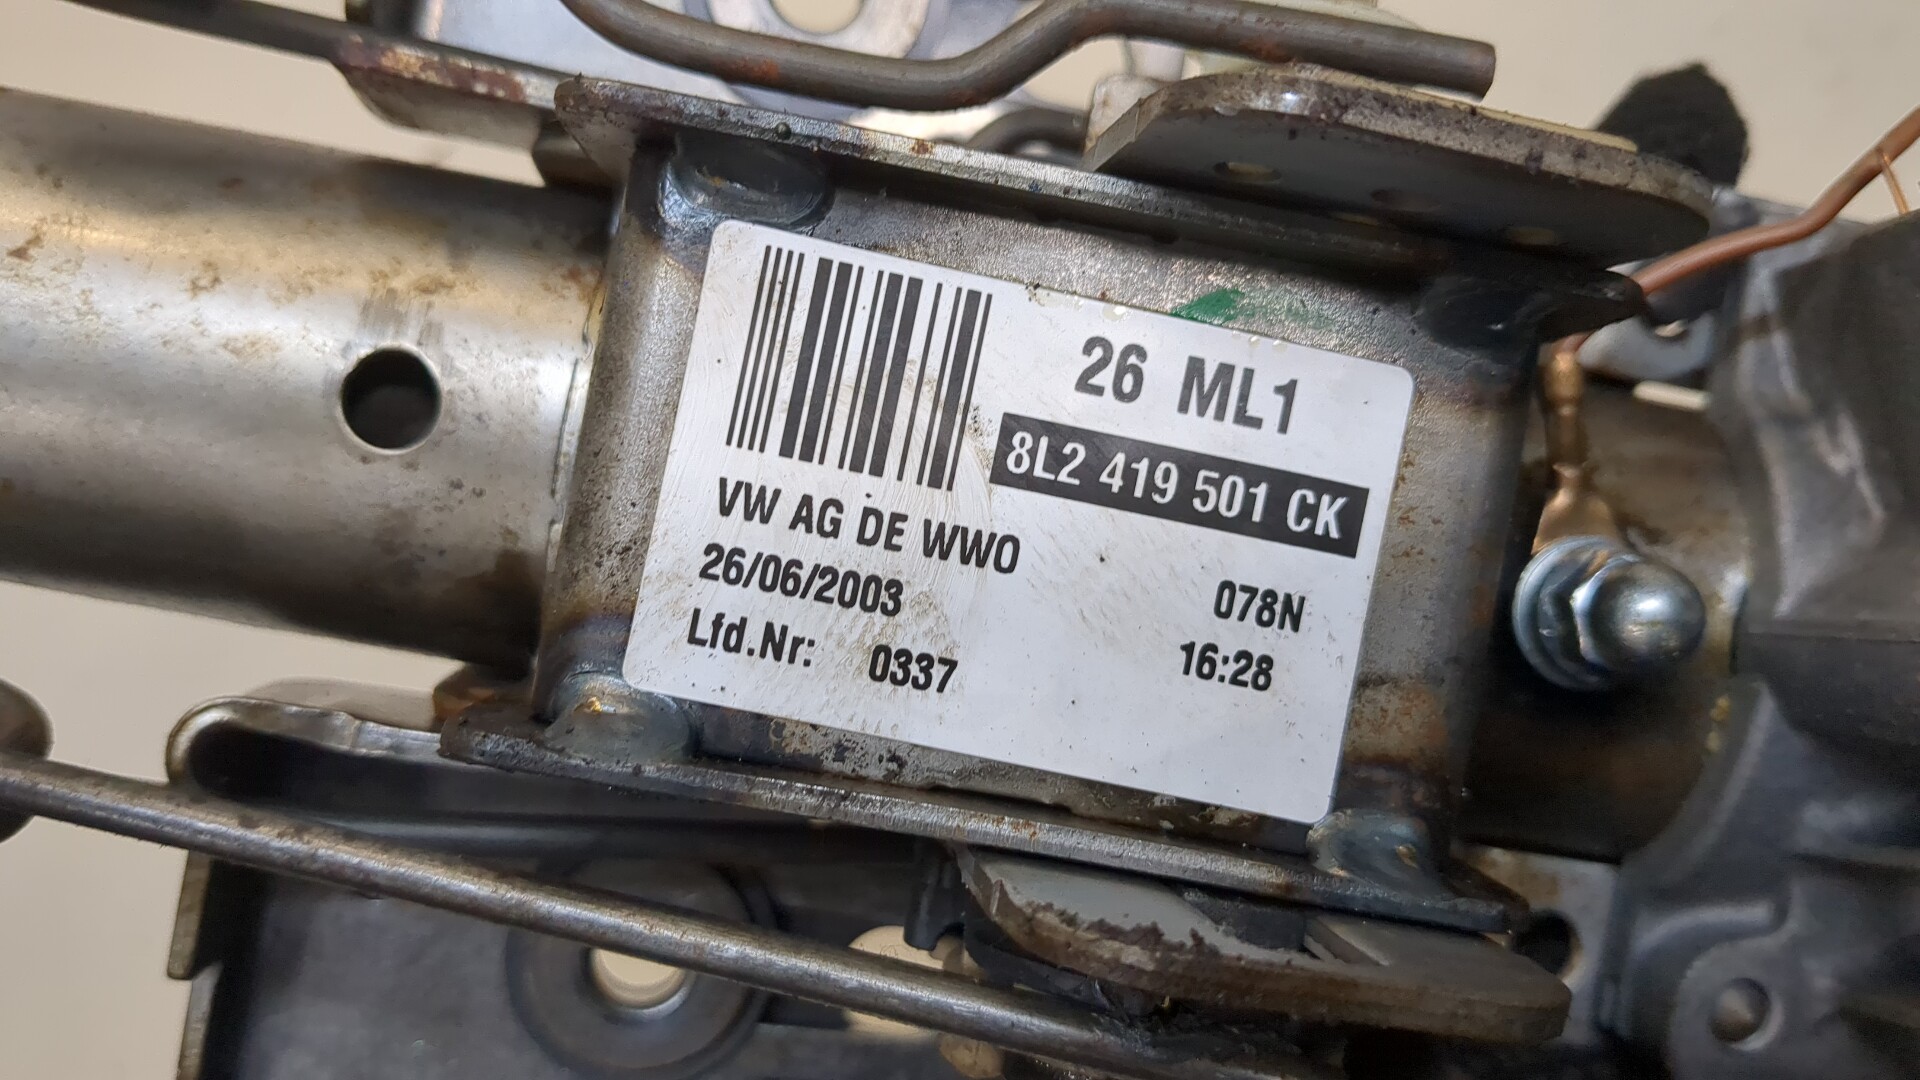 26 ML1
8L2 419 501 CK
VW AG DE WWO
26/06/2003 078N
Lfd.Nr: 0337 16:28